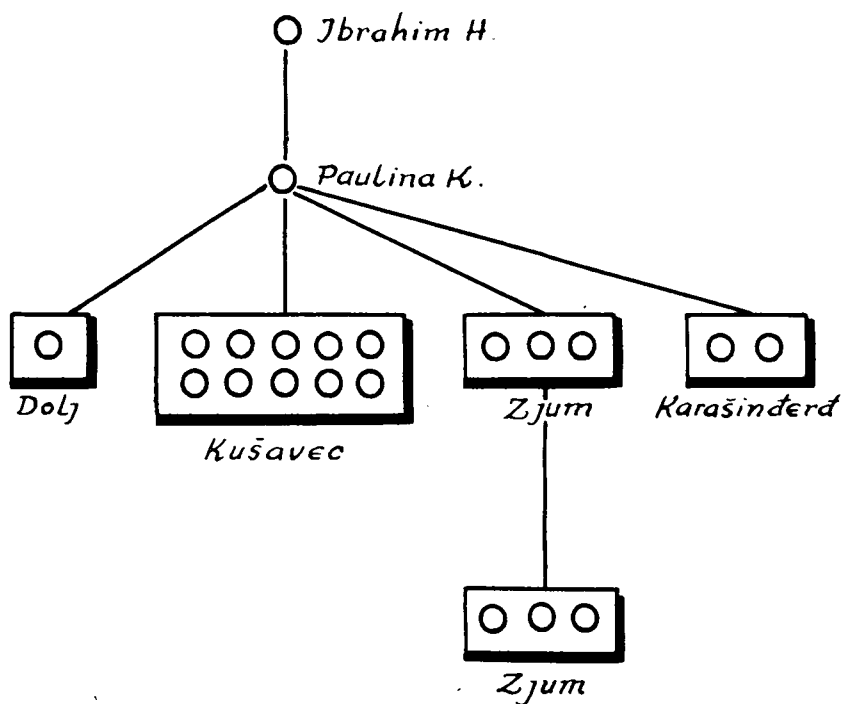 Ibrahim H.
Paulina K.
Dolj
Kušavec
Zjum
Karašinđerđ
Zjum